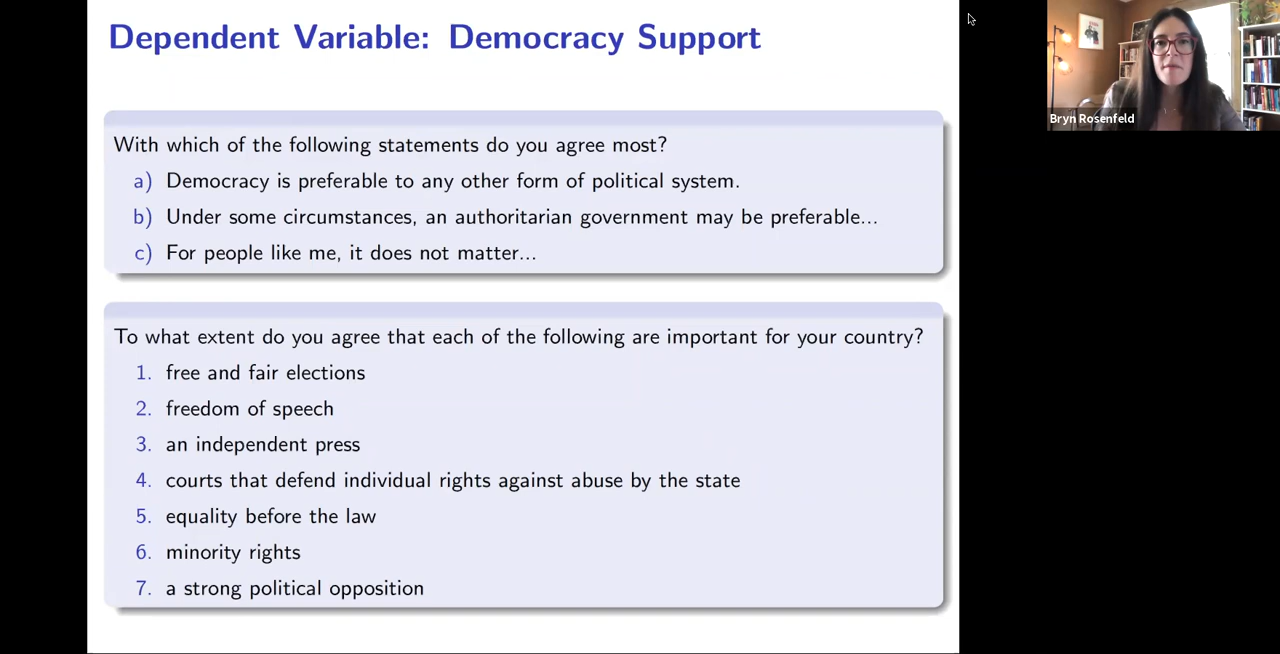 Dependent Variable: Democracy Support
Bryn Rosenfeld
With which of the following statements do you agree most?
a) Democracy is preferable to any other form of political system.
b) Under some circumstances, an authoritarian government may be preferable...
c) For people like me, it does not matter...
To what extent do you agree that each of the following are important for your country?
1. free and fair elections
2. freedom of speech
3. an independent press
4. courts that defend individual rights against abuse by the state
5. equality before the law
6. minority rights
7. a strong political opposition